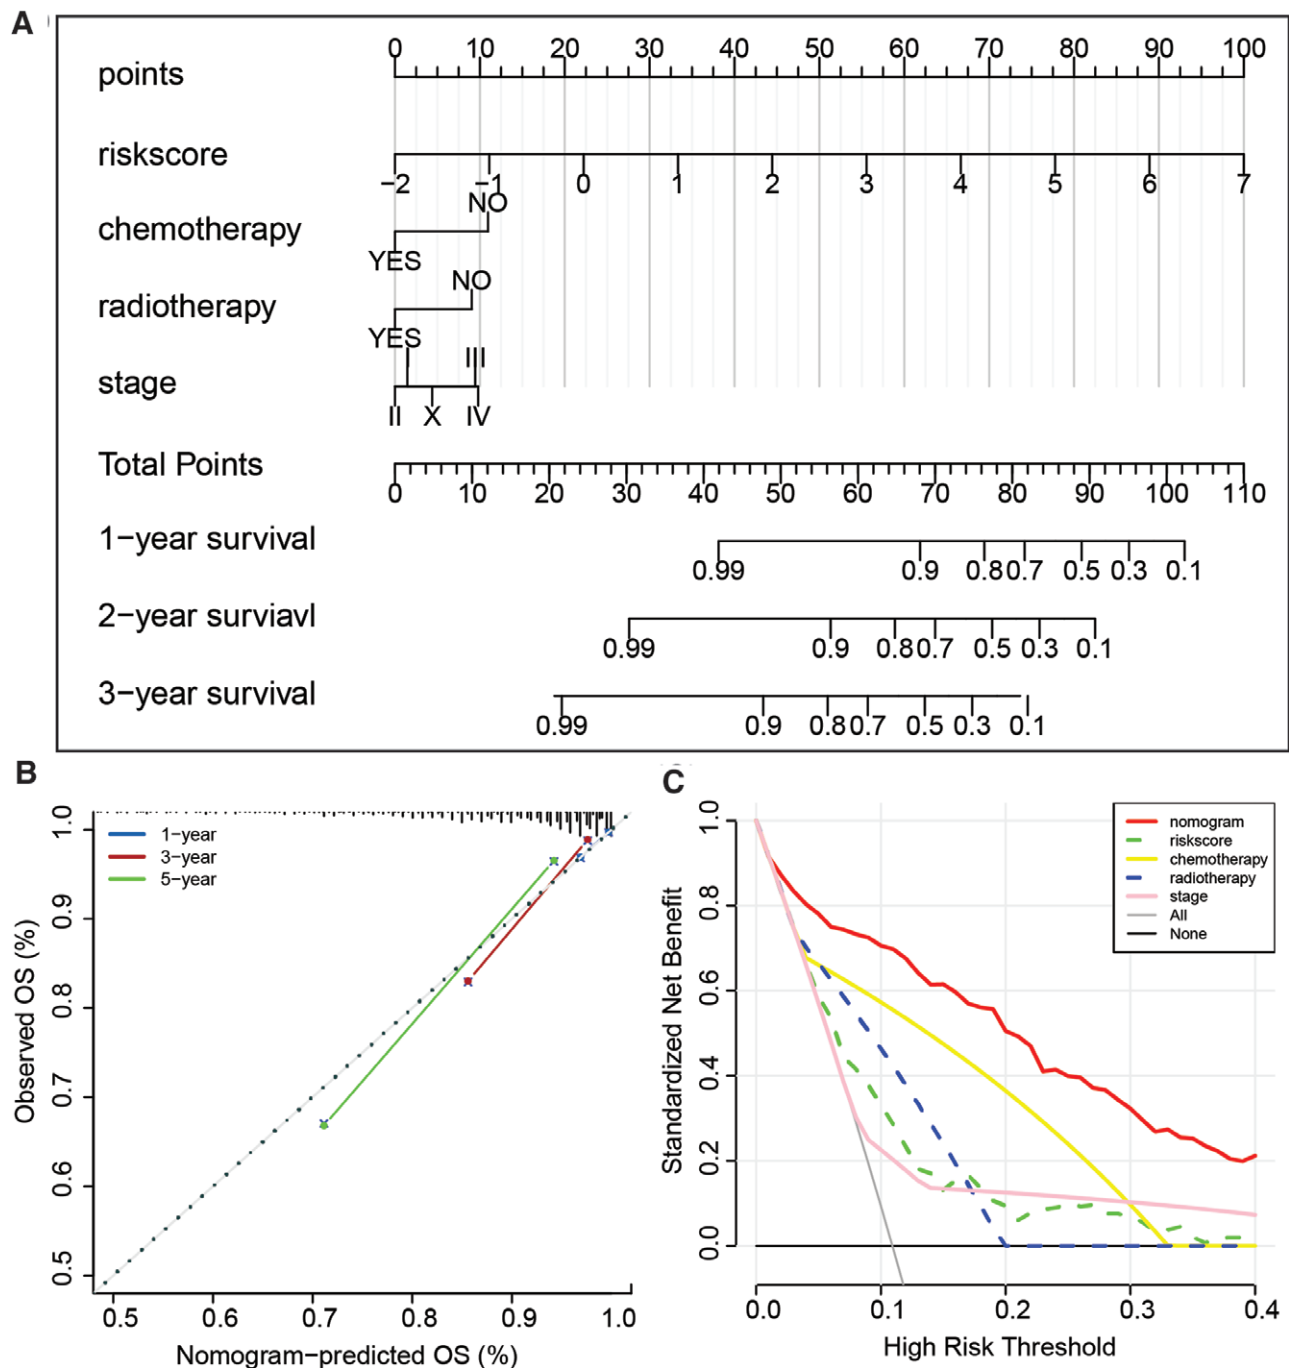 A
points
0 10 20 30 40 50 60 70 80 90 100
riskscore
−2 −1 0 1 2 3 4 5 6 7
NO
chemotherapy
YES
NO
radiotherapy
YES
I III
stage
II X IV
Total Points
0 10 20 30 40 50 60 70 80 90 100 110
1−year survival
0.99 0.9 0.8 0.7 0.5 0.3 0.1
2−year surviavl
0.99 0.9 0.8 0.7 0.5 0.3 0.1
3−year survival
0.99 0.9 0.8 0.7 0.5 0.3 0.1
B
1−year
3−year
5−year
Observed OS (%)
1.0
0.9
0.8
0.7
0.6
0.5
0.5 0.6 0.7 0.8 0.9 1.0
Nomogram−predicted OS (%)
C
nomogram
riskscore
chemotherapy
radiotherapy
stage
All
None
Standardized Net Benefit
1.0
0.8
0.6
0.4
0.2
0.0
0.0 0.1 0.2 0.3 0.4
High Risk Threshold